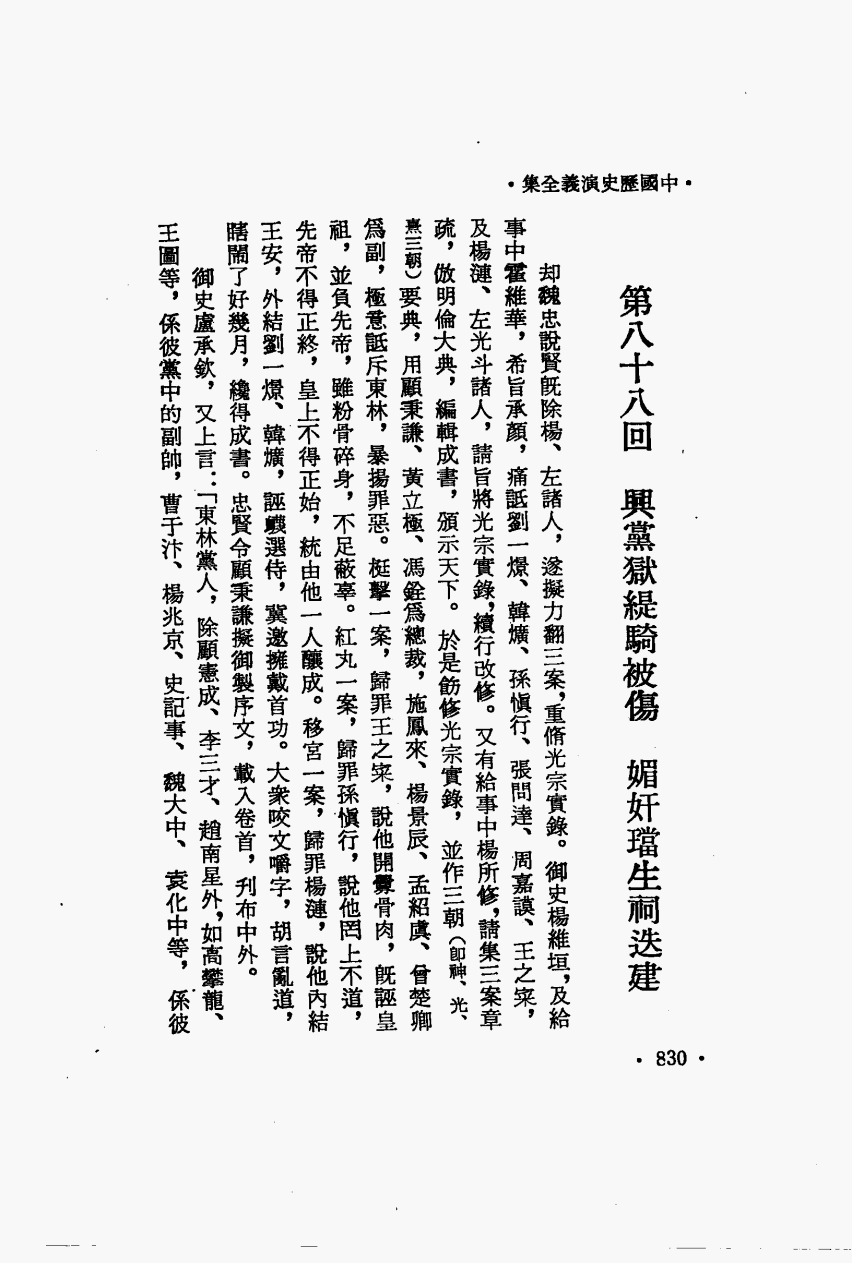 ·中國歷史演義全集·
第八十八回　興黨獄緹騎被傷　媚奸璫生祠迭建
却魏忠說賢旣除楊、左諸人，遂擬力翻三案，重脩光宗實錄。御史楊維垣，及給
事中霍維華，希旨承顏，痛詆劉一燝、韓爌、孫愼行、張問達、周嘉謨、王之寀，
及楊漣、左光斗諸人，請旨將光宗實錄，續行改修。又有給事中楊所修，請集三案章
疏，倣明倫大典，編輯成書，頒示天下。於是飭修光宗實錄，並作三朝（卽神、光、
熹三朝）要典，用顧秉謙、黃立極、馮銓爲總裁，施鳳來、楊景辰、孟紹虞、曾楚卿
爲副，極意詆斥東林，暴揚罪惡。梃擊一案，歸罪王之寀，說他開釁骨肉，旣誣皇
祖，並負先帝，雖粉骨碎身，不足蔽辜。紅丸一案，歸罪孫愼行，說他罔上不道，
先帝不得正終，皇上不得正始，統由他一人釀成。移宮一案，歸罪楊漣，說他內結
王安，外結劉一燝、韓爌，誣衊選侍，冀邀擁戴首功。大衆咬文嚼字，胡言亂道，
瞎鬧了好幾月，纔得成書。忠賢令顧秉謙擬御製序文，載入卷首，刋布中外。
御史盧承欽，又上言：「東林黨人，除顧憲成、李三才、趙南星外，如高攀龍、
王圖等，係彼黨中的副帥，曹于汴、楊兆京、史記事、魏大中、袁化中等，係彼
·830·